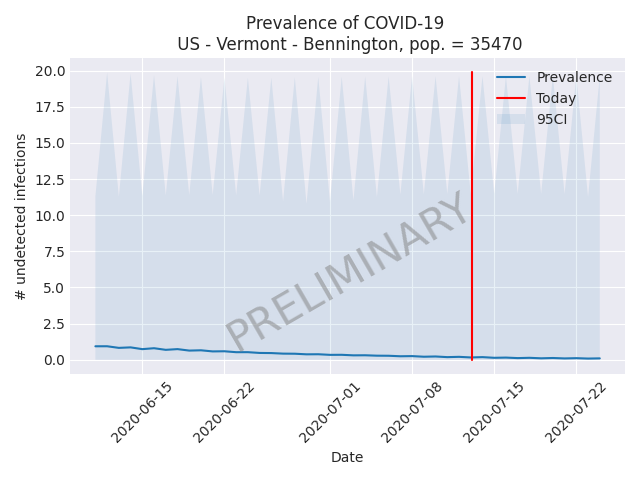 Prevalence of COVID-19
US - Vermont - Bennington, pop. = 35470
# undetected infections
20.0
17.5
15.0
12.5
10.0
7.5
5.0
2.5
0.0
Prevalence
Today
95CI
PRELIMINARY
2020-06-15
2020-06-22
2020-07-01
2020-07-08
2020-07-15
2020-07-22
Date